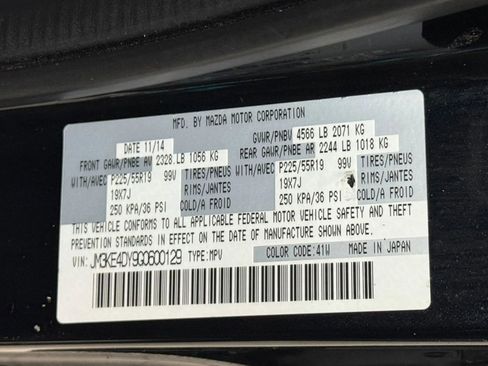 MFD. BY MAZDA MOTOR CORPORATION
DATE 11/14 GVWR/PNBV 4566 LB 2071 KG
FRONT GAWR/PNBE AV 2328 LB 1056 KG REAR GAWR/PNBE AR 2244 LB 1018 KG
WITH/AVEC P225/55R19 99V TIRES/PNEUS WITH/AVEC P225/55R19 99V TIRES/PNEUS
19X7J RIMS/JANTES 19X7J RIMS/JANTES
250 KPA/36 PSI COLD/A FROID 250 KPA/36 PSI COLD/A FROID
THIS VEHICLE CONFORMS TO ALL APPLICABLE FEDERAL MOTOR VEHICLE SAFETY AND THEFT
PREVENTION STANDARDS IN EFFECT ON THE DATE OF MANUFACTURE SHOWN ABOVE.
VIN: JM3KE4DY9G0600129 TYPE:MPV COLOR CODE:41W MADE IN JAPAN